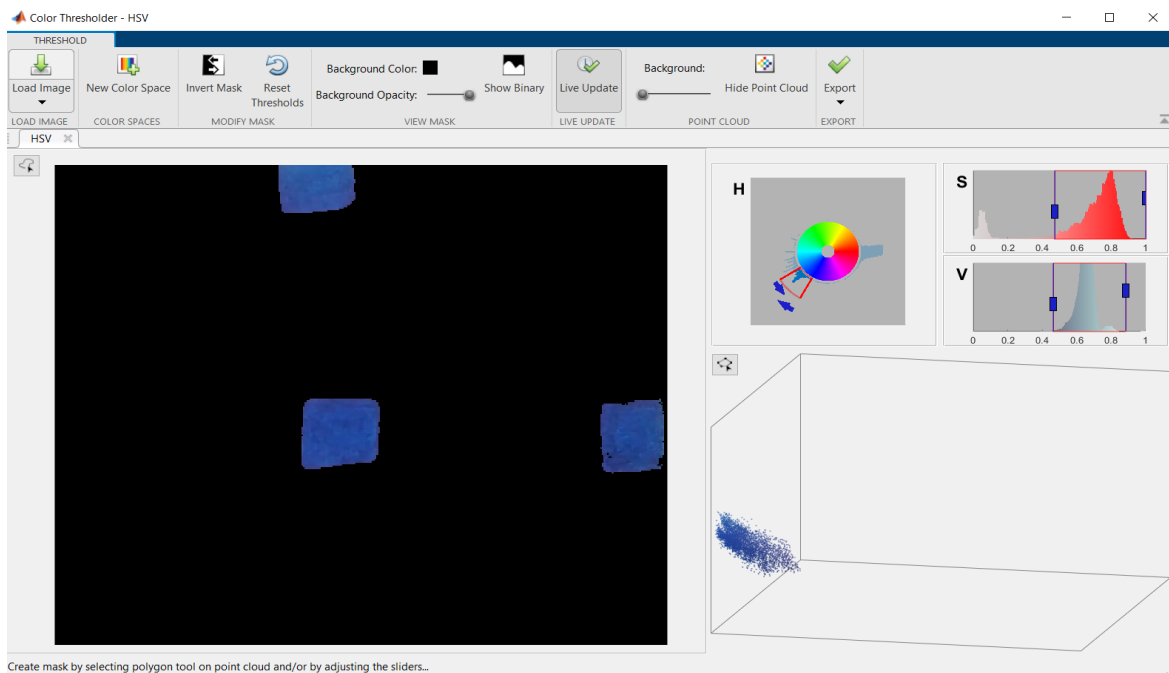 Color Thresholder - HSV
THRESHOLD
Load Image
New Color Space
Invert Mask
Reset
Thresholds
Background Color:
Background Opacity:
Show Binary
Live Update
Background:
Hide Point Cloud
Export
LOAD IMAGE
COLOR SPACES
MODIFY MASK
VIEW MASK
LIVE UPDATE
POINT CLOUD
EXPORT
HSV
H
S
0 0.2 0.4 0.6 0.8 1
V
0 0.2 0.4 0.6 0.8 1
Create mask by selecting polygon tool on point cloud and/or by adjusting the sliders...